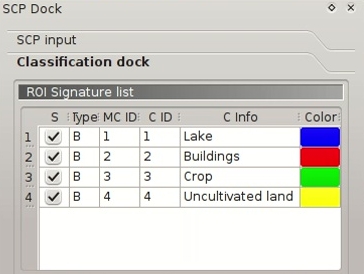 SCP Dock
SCP input
Classification dock
ROI Signature list
S Type MC ID C ID C Info Color
1 B 1 1 Lake
2 B 2 2 Buildings
3 B 3 3 Crop
4 B 4 4 Uncultivated land